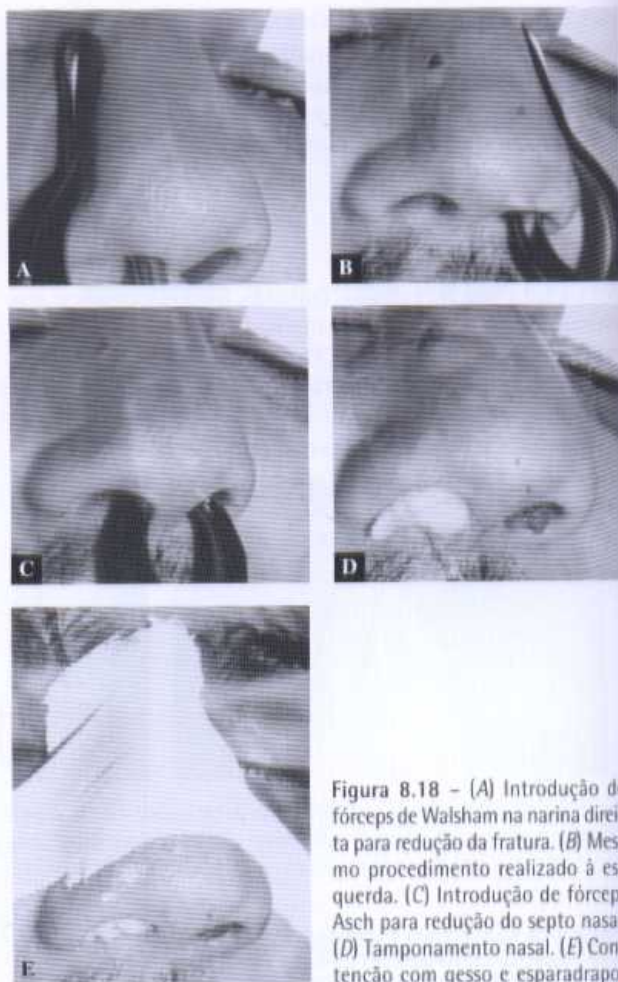 A
B
C
D
E
Figura 8.18 – (A) Introdução d
fórceps de Walsham na narina direi
ta para redução da fratura. (B) Mes
mo procedimento realizado à es
querda. (C) Introdução de fórcep
Asch para redução do septo nasa
(D) Tamponamento nasal. (E) Con
tenção com gesso e esparadrapo